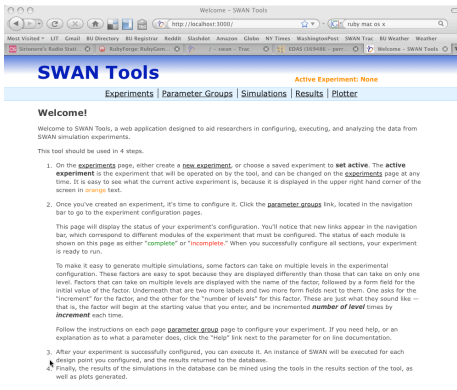 Welcome – SWAN Tools
http://localhost:3000/
ruby mac os x
Most Visited LIT Gmail BU Directory BU Registrar Reddit Slashdot Amazon Globo NY Times WashingtonPost SWAN Trac BU Weather Weather
RubyForge: RubyGem... / – swan – Trac EDAS (169488 – perr... Welcome – SWAN Tools
SWAN Tools
Active Experiment: None
Experiments | Parameter Groups | Simulations | Results | Plotter
Welcome!
Welcome to SWAN Tools, a web application designed to aid researchers in configuring, executing, and analyzing the data from
SWAN simulation experiments.
This tool should be used in 4 steps.
1. On the experiments page, either create a new experiment, or choose a saved experiment to set active. The active
experiment is the experiment that will be operated on by the tool, and can be changed on the experiments page at any
time. It is easy to see what the current active experiment is, because it is displayed in the upper right hand corner of the
screen in orange text.
2. Once you've created an experiment, it's time to configure it. Click the parameter groups link, located in the navigation
bar to go to the experiment configuration pages.
This page will display the status of your experiment's configuration. You'll notice that new links appear in the navigation
bar, which correspond to different modules of the experiment that must be configured. The status of each module is
shown on this page as either "complete" or "incomplete." When you successfully configure all sections, your experiment
is ready to run.
To make it easy to generate multiple simulations, some factors can take on multiple levels in the experimental
configuration. These factors are easy to spot because they are displayed differently than those that can take on only one
level. Factors that can take on multiple levels are displayed with the name of the factor, followed by a form field for the
initial value of the factor. Underneath that are two more labels and two more form fields next to them. One asks for the
"increment" for the factor, and the other for the "number of levels" for this factor. These are just what they sound like —
that is, the factor will begin at the starting value that you enter, and be incremented number of level times by
increment each time.
Follow the instructions on each page parameter group page to configure your experiment. If you need help, or an
explanation as to what a parameter does, click the "Help" link next to the parameter for on line documentation.
3. After your experiment is successfully configured, you can execute it. An instance of SWAN will be executed for each
design point you configured, and the results returned to the database.
4. Finally, the results of the simulations in the database can be mined using the tools in the results section of the tool, as
well as plots generated.